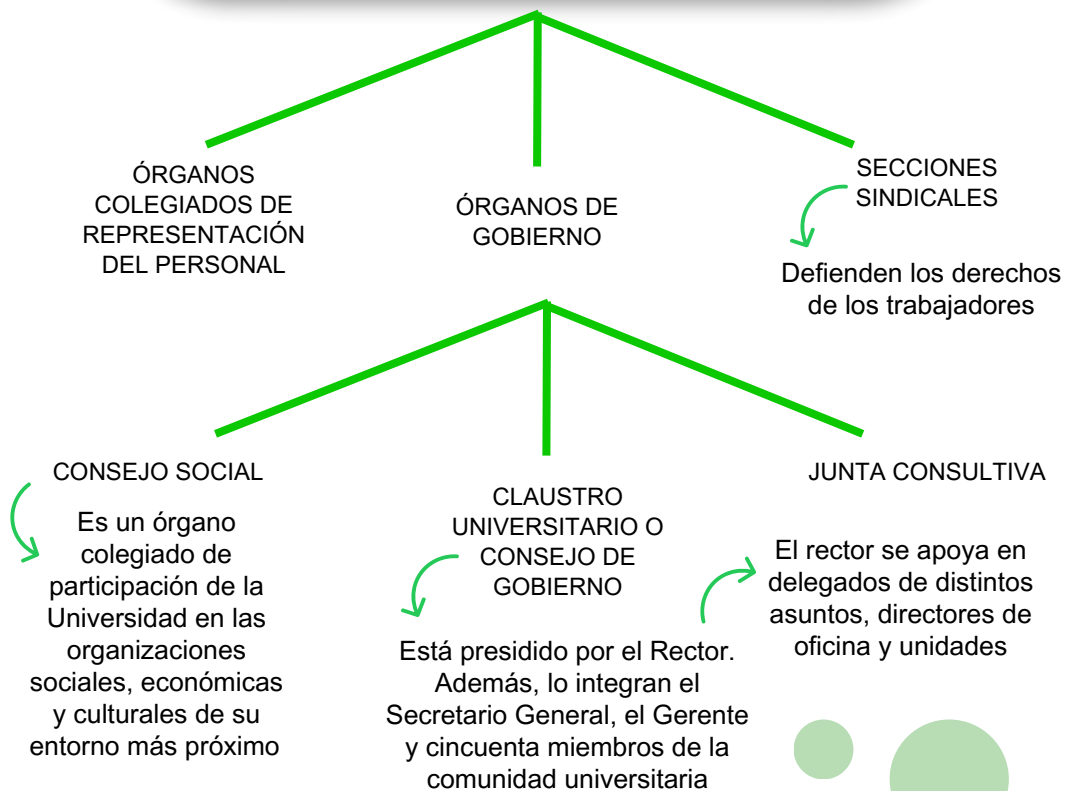 ÓRGANOS
COLEGIADOS DE
REPRESENTACIÓN
DEL PERSONAL
ÓRGANOS DE
GOBIERNO
SECCIONES
SINDICALES
Defienden los derechos
de los trabajadores
CONSEJO SOCIAL
Es un órgano
colegiado de
participación de la
Universidad en las
organizaciones
sociales, económicas
y culturales de su
entorno más próximo
CLAUSTRO
UNIVERSITARIO O
CONSEJO DE
GOBIERNO
Está presidido por el Rector.
Además, lo integran el
Secretario General, el Gerente
y cincuenta miembros de la
comunidad universitaria
JUNTA CONSULTIVA
El rector se apoya en
delegados de distintos
asuntos, directores de
oficina y unidades